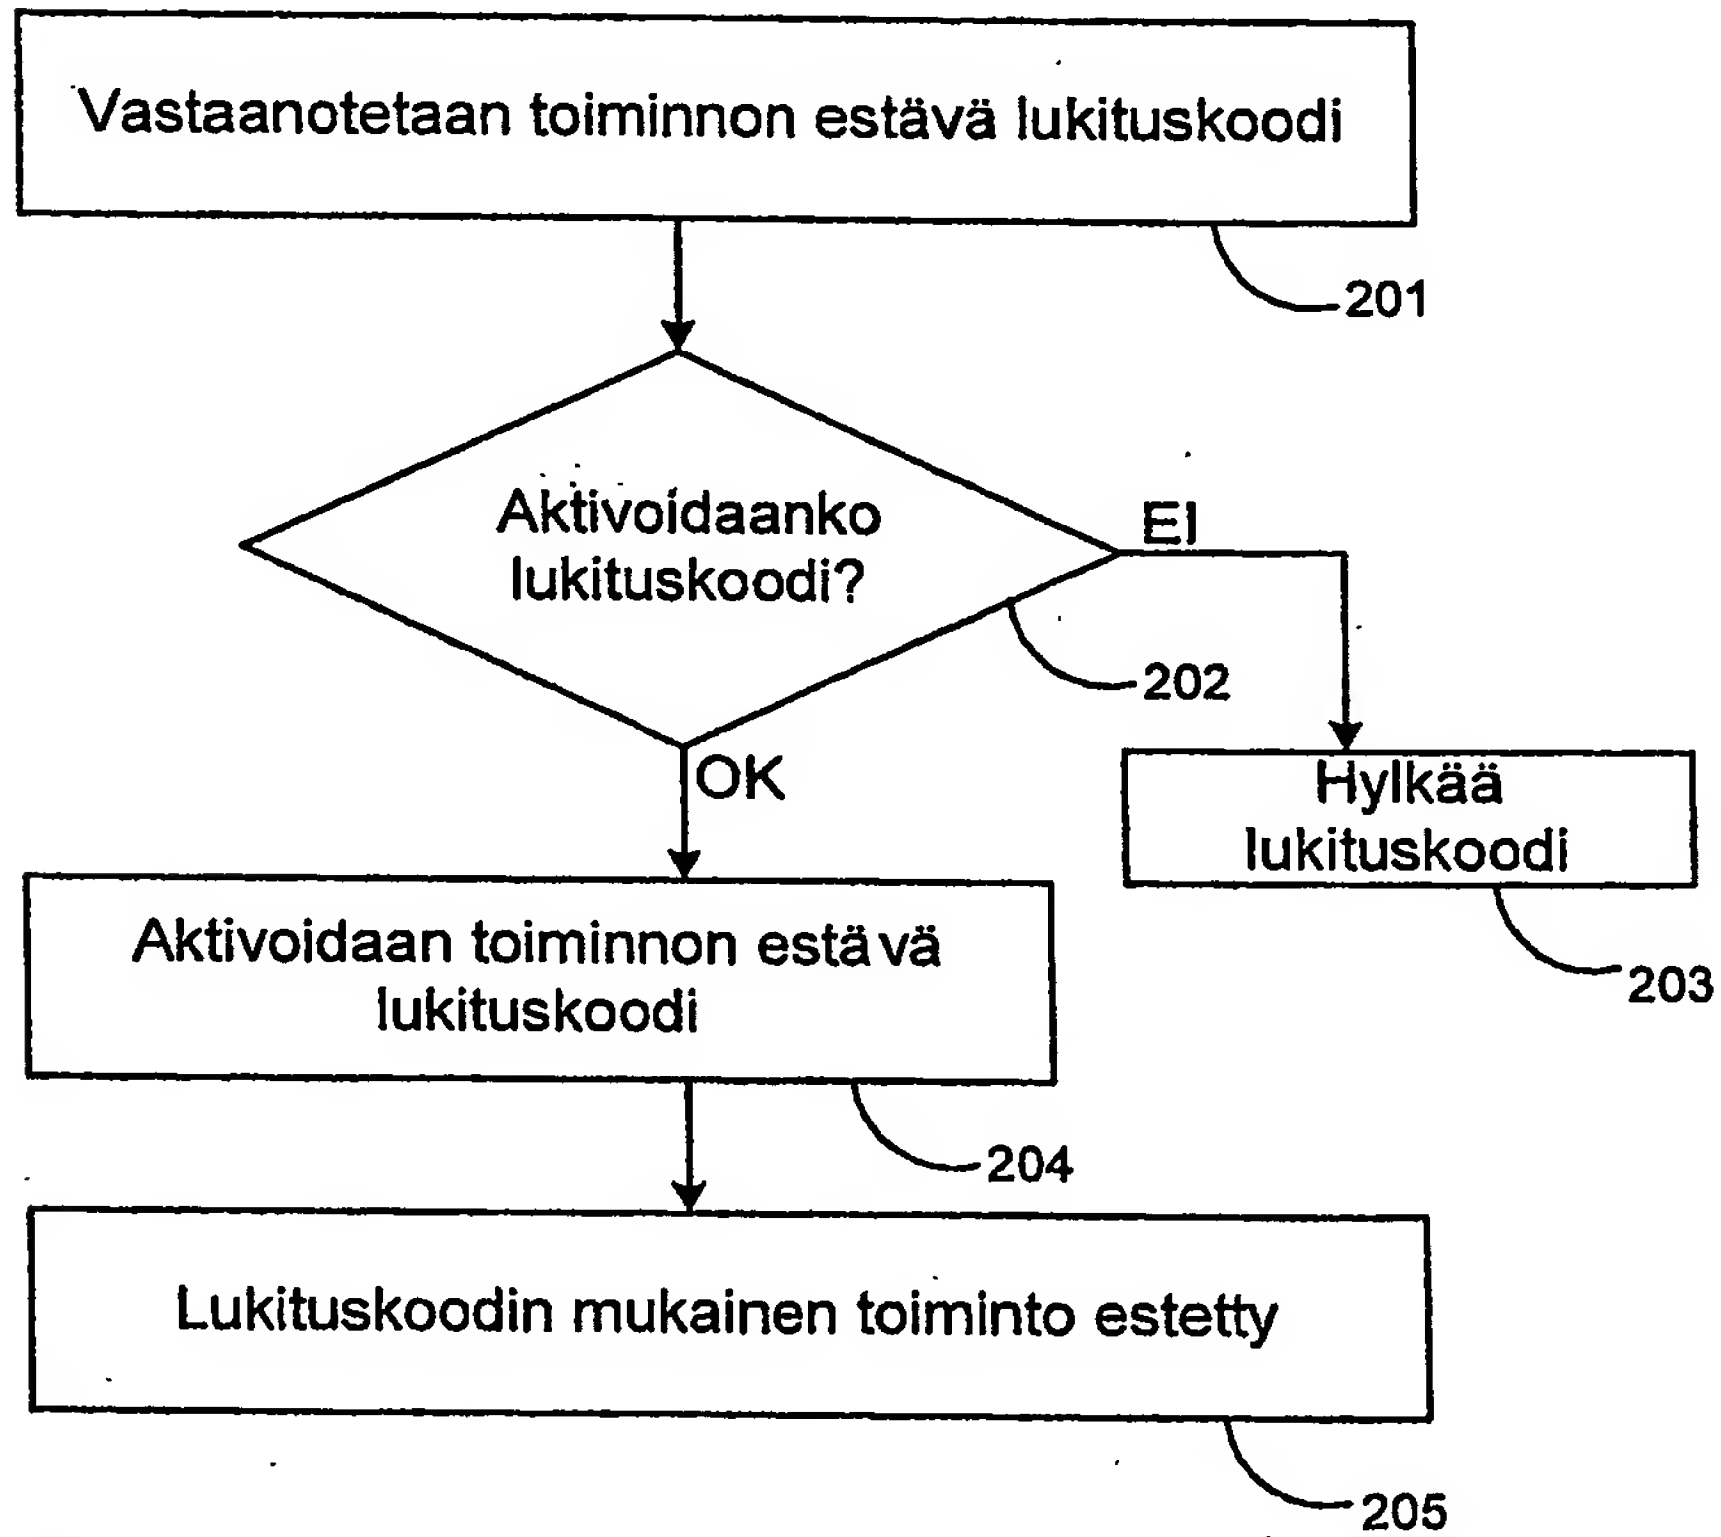 Vastaanotetaan toiminnon estävä lukituskoodi
201
Aktivoidaanko
lukituskoodi?
EI
202
OK
Hylkää
lukituskoodi
203
Aktivoidaan toiminnon estävä
lukituskoodi
204
Lukituskoodin mukainen toiminto estetty
205